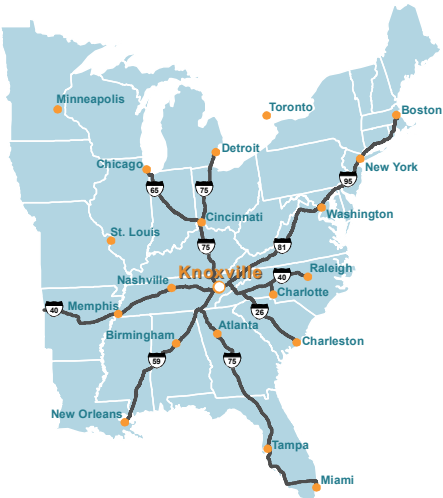 Minneapolis
Toronto
Boston
Detroit
Chicago
New York
95
65
75
Washington
Cincinnati
St. Louis
75
81
Knoxville
Raleigh
40
Nashville
Charlotte
40
Memphis
26
Atlanta
Birmingham
Charleston
59
75
New Orleans
Tampa
Miami